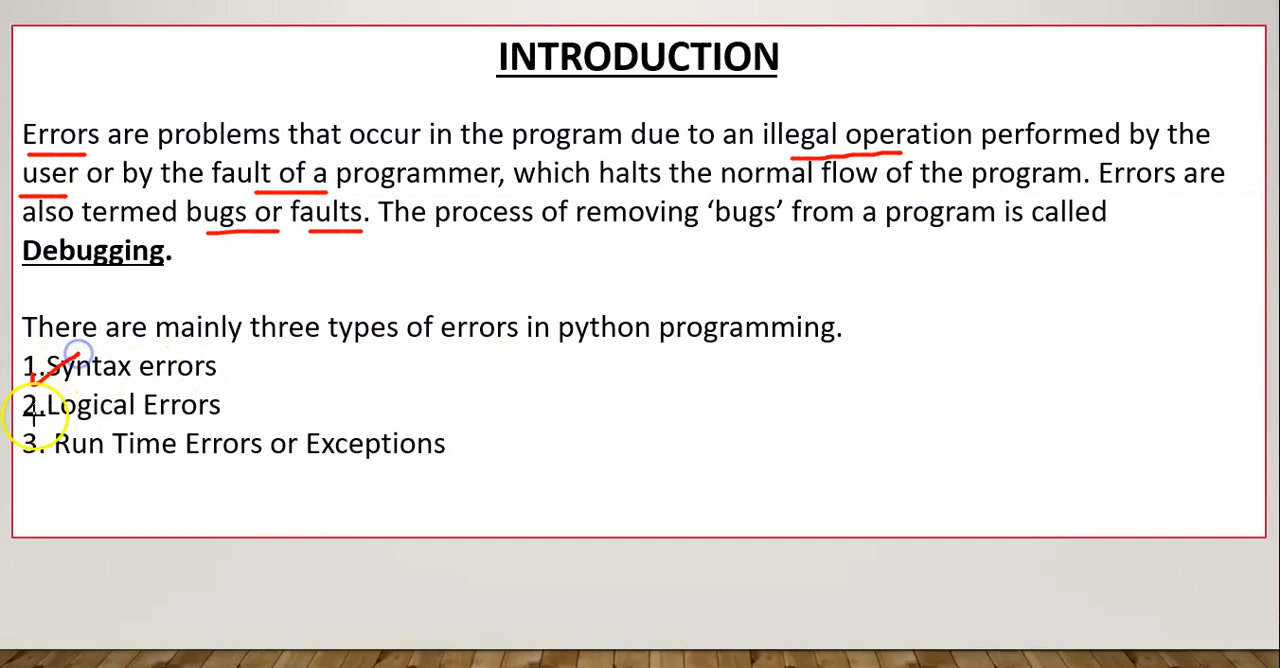 INTRODUCTION
Errors are problems that occur in the program due to an illegal operation performed by the
user or by the fault of a programmer, which halts the normal flow of the program. Errors are
also termed bugs or faults. The process of removing ‘bugs’ from a program is called
Debugging.
There are mainly three types of errors in python programming.
1.Syntax errors
2.Logical Errors
3. Run Time Errors or Exceptions